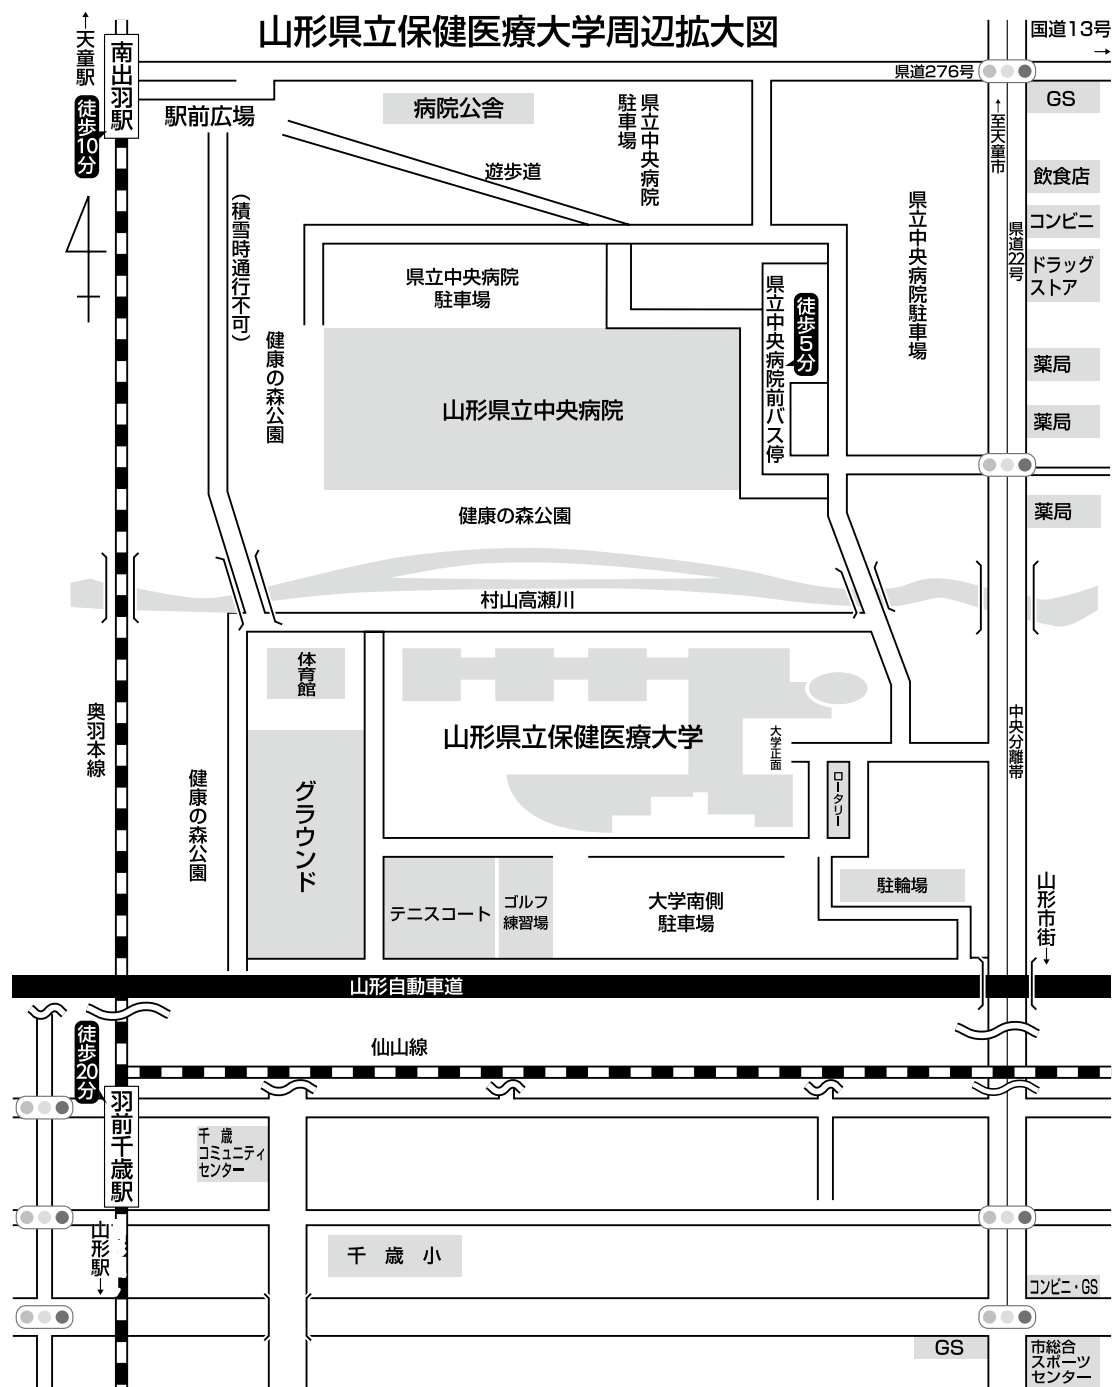 山形県立保健医療大学周辺拡大図
国道13号
→
↑天童駅
南出羽駅
徒歩10分
県道276号
GS
駅前広場
病院公舎
県立中央病院
駐車場
↑至天童市
遊歩道
飲食店
コンビニ
県道22号
ドラッグ
ストア
(積雪時通行不可)
県立中央病院駐車場
県立中央病院
駐車場
県立中央病院前バス停
徒歩5分
健康の森公園
薬局
山形県立中央病院
薬局
薬局
健康の森公園
村山高瀬川
体育館
奥羽本線
山形県立保健医療大学
大学正面
中央分離帯
健康の森公園
グラウンド
ロータリー
テニスコート
ゴルフ
練習場
大学南側
駐車場
駐輪場
山形市街↓
山形自動車道
徒歩20分
仙山線
羽前千歳駅
千 歳
コミュニティ
センター
山形駅↓
千 歳 小
コンビニ・GS
GS
市総合
スポーツ
センター